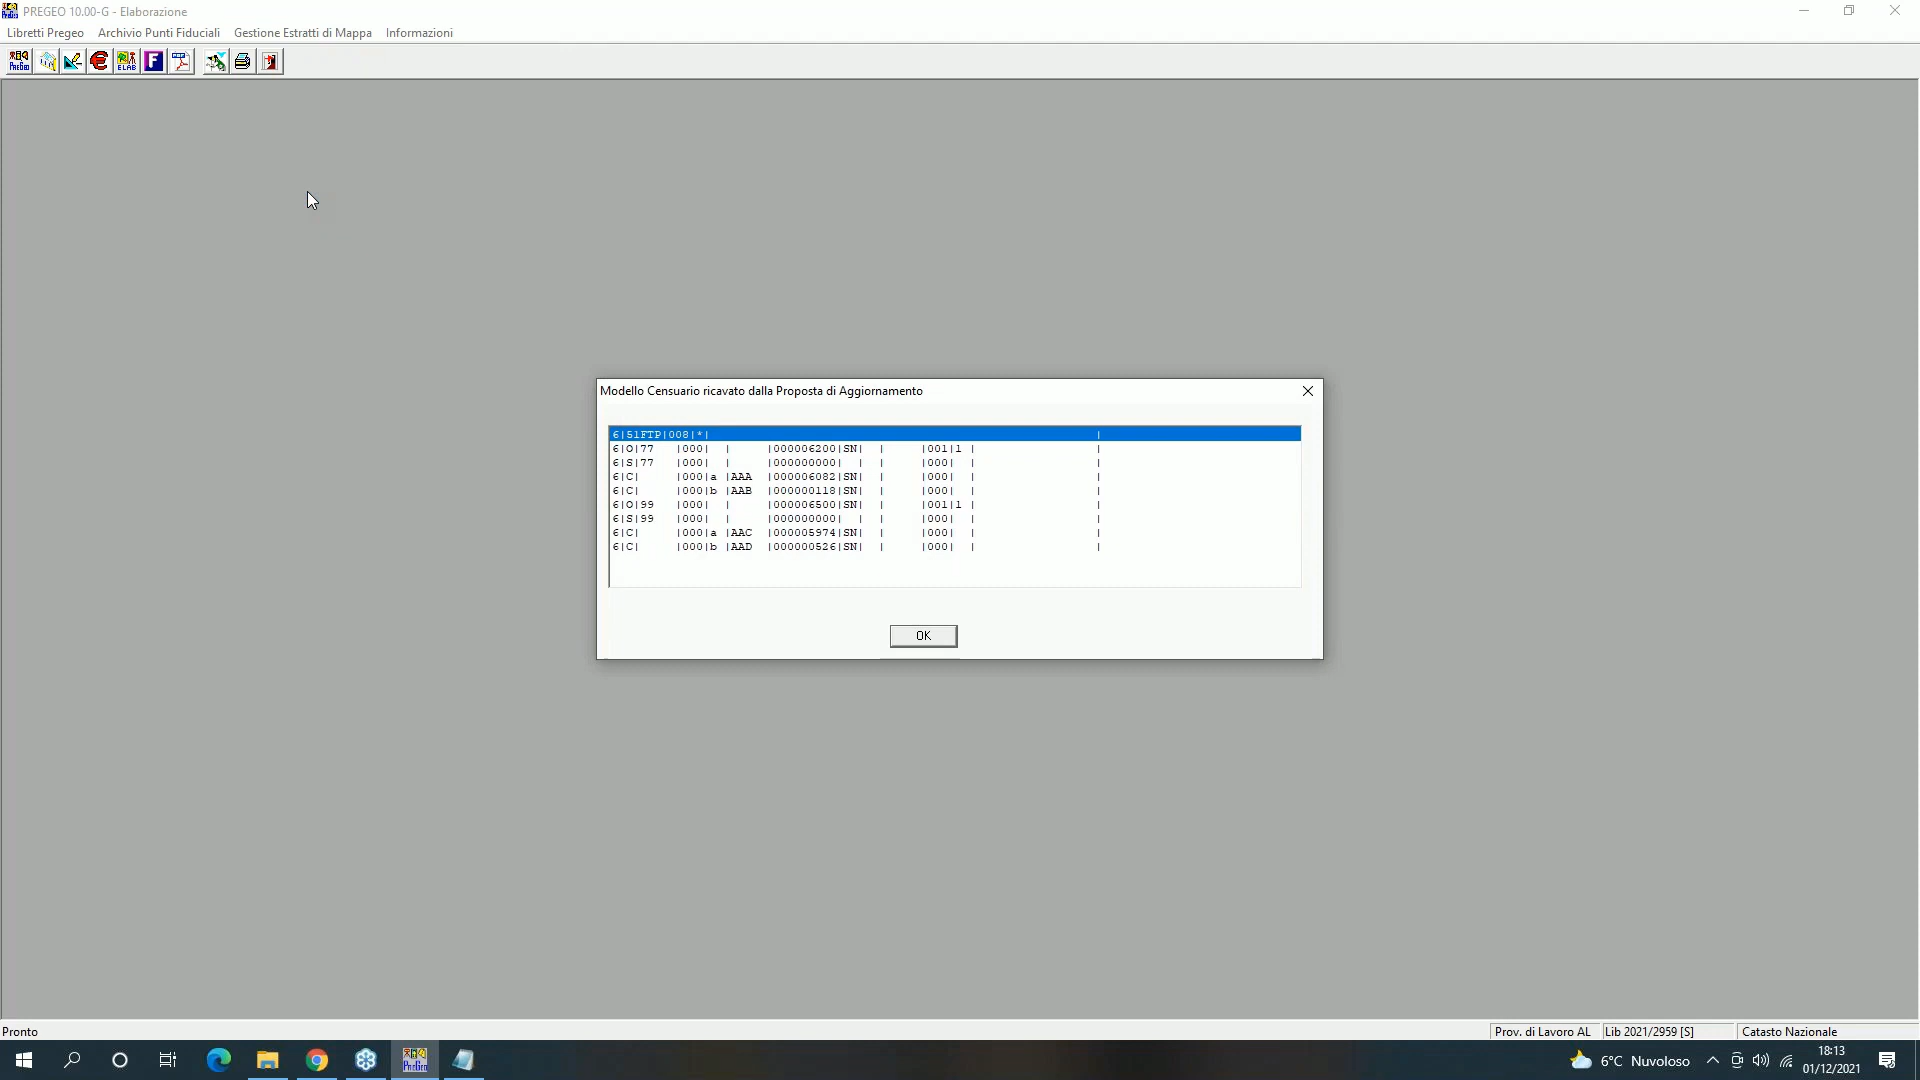 PREGEO 10.00-G - Elaborazione
Libretti Pregeo Archivio Punti Fiduciali Gestione Estratti di Mappa Informazioni
Modello Censuario ricavato dalla Proposta di Aggiornamento
6|51FTP|008|*| |
6|O|77 |000| | |000006200|SN| | |001|1 | |
6|S|77 |000| | |000000000| | | |000| | |
6|C| |000|a |AAA |000006082|SN| | |000| | |
6|C| |000|b |AAB |000000118|SN| | |000| | |
6|O|99 |000| | |000006500|SN| | |001|1 | |
6|S|99 |000| | |000000000| | | |000| | |
6|C| |000|a |AAC |000005974|SN| | |000| | |
6|C| |000|b |AAD |000000526|SN| | |000| | |
OK
Pronto
Prov. di Lavoro AL Lib 2021/2959 [S] Catasto Nazionale
6°C Nuvoloso
18:13
01/12/2021